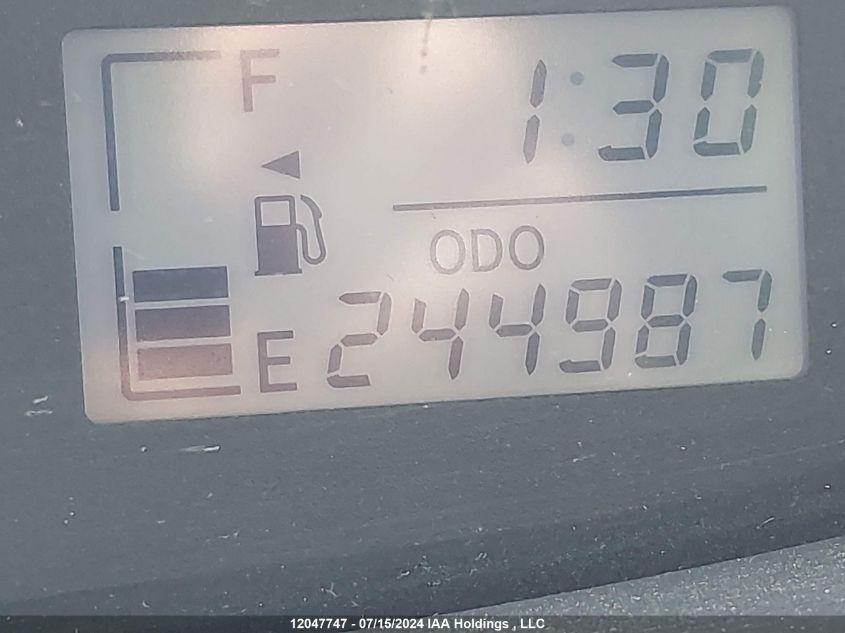 F 1:30
ODO
E 244987
12047747 - 07/15/2024 IAA Holdings , LLC